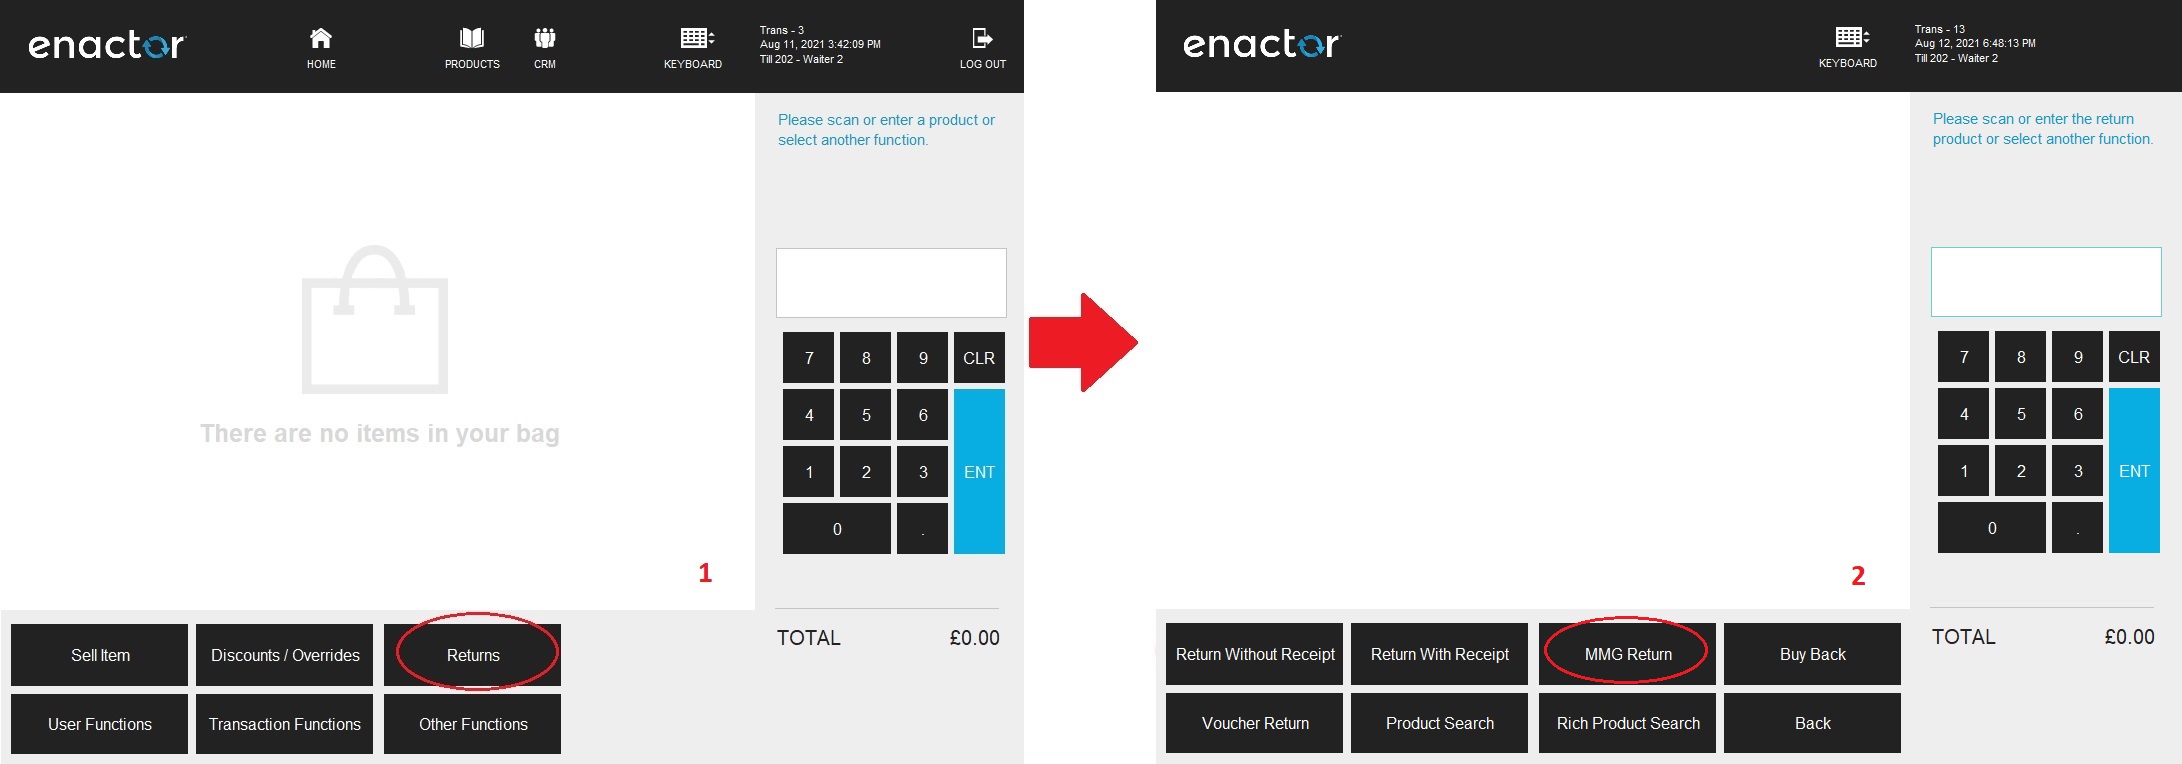 enactor
HOME
PRODUCTS
CRM
KEYBOARD
Trans - 3
Aug 11, 2021 3:42:09 PM
Till 202 - Waiter 2
LOG OUT
Please scan or enter a product or
select another function.
There are no items in your bag
7 8 9 CLR
4 5 6
1 2 3 ENT
0 .
1
TOTAL £0.00
Sell Item Discounts / Overrides Returns
User Functions Transaction Functions Other Functions
enactor
KEYBOARD
Trans - 13
Aug 12, 2021 6:48:13 PM
Till 202 - Waiter 2
Please scan or enter the return
product or select another function.
7 8 9 CLR
4 5 6
1 2 3 ENT
0 .
2
TOTAL £0.00
Return Without Receipt Return With Receipt MMG Return Buy Back
Voucher Return Product Search Rich Product Search Back